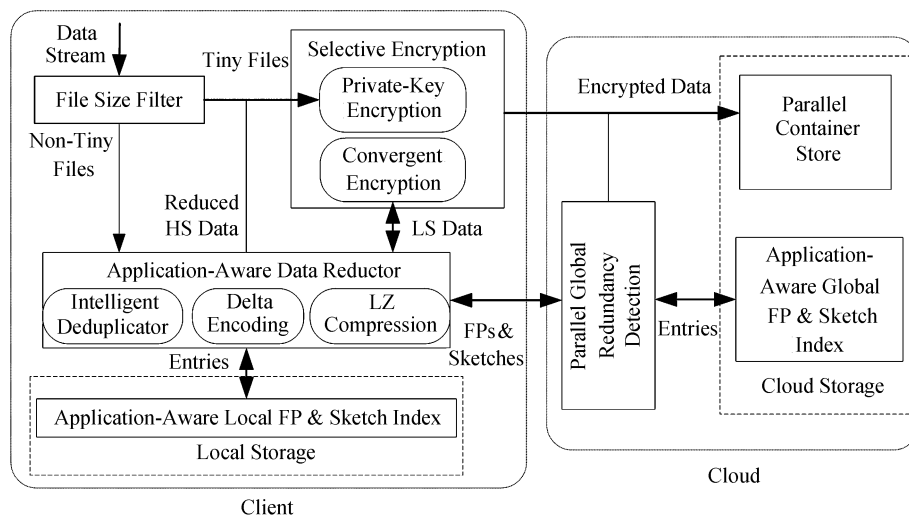 Data
Stream
File Size Filter
Tiny Files
Selective Encryption
Private-Key
Encryption
Convergent
Encryption
Non-Tiny
Files
Reduced
HS Data
LS Data
Application-Aware Data Reductor
Intelligent
Deduplicator
Delta
Encoding
LZ
Compression
FPs &
Sketches
Entries
Application-Aware Local FP & Sketch Index
Local Storage
Client
Encrypted Data
Parallel
Container
Store
Parallel Global
Redundancy
Detection
Entries
Application-
Aware Global
FP & Sketch
Index
Cloud Storage
Cloud